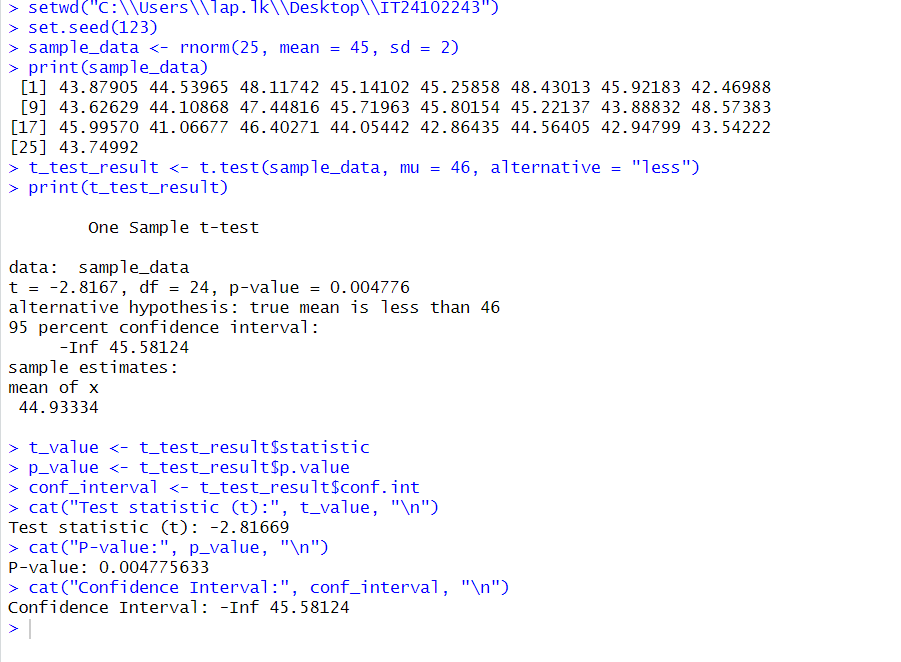 > setwd("C:\\Users\\lap.lk\\Desktop\\IT24102243")
> set.seed(123)
> sample_data <- rnorm(25, mean = 45, sd = 2)
> print(sample_data)
[1] 43.87905 44.53965 48.11742 45.14102 45.25858 48.43013 45.92183 42.46988
[9] 43.62629 44.10868 47.44816 45.71963 45.80154 45.22137 43.88832 48.57383
[17] 45.99570 41.06677 46.40271 44.05442 42.86435 44.56405 42.94799 43.54222
[25] 43.74992
> t_test_result <- t.test(sample_data, mu = 46, alternative = "less")
> print(t_test_result)
One Sample t-test
data:  sample_data
t = -2.8167, df = 24, p-value = 0.004776
alternative hypothesis: true mean is less than 46
95 percent confidence interval:
-Inf 45.58124
sample estimates:
mean of x
44.93334
> t_value <- t_test_result$statistic
> p_value <- t_test_result$p.value
> conf_interval <- t_test_result$conf.int
> cat("Test statistic (t):", t_value, "\n")
Test statistic (t): -2.81669
> cat("P-value:", p_value, "\n")
P-value: 0.004775633
> cat("Confidence Interval:", conf_interval, "\n")
Confidence Interval: -Inf 45.58124
>